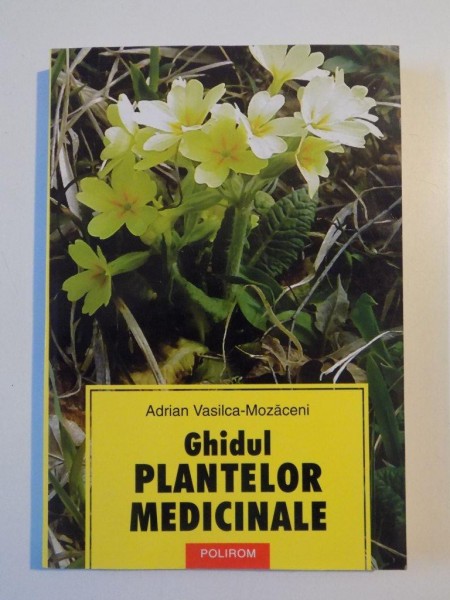 Adrian Vasilca-Mozăceni
Ghidul
PLANTELOR
MEDICINALE
POLIROM